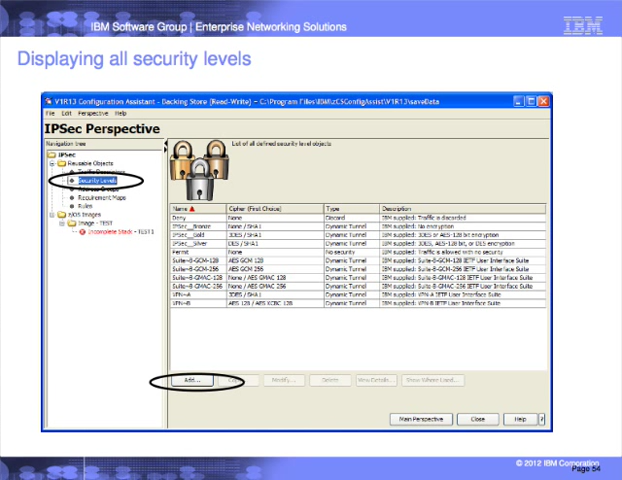 IBM Software Group | Enterprise Networking Solutions
IBM
Displaying all security levels
V1R13 Configuration Assistant - Backing Store (Read-Write) - C:\Program Files\IBM\zCSConfigAssist\V1R13\saveData
File Edit Perspective Help
IPSec Perspective
Navigation tree
IPSec
Reusable Objects
Security Levels
Address Groups
Requirement Maps
Rules
z/OS Images
Image - TEST
Incomplete Stack - TEST1
List of all defined security level objects
Name Cipher (First Choice) Type Description
Deny None Discard IBM supplied: Traffic is discarded
IPSec__Bronze None / SHA1 Dynamic Tunnel IBM supplied: No encryption
IPSec__Gold 3DES / SHA1 Dynamic Tunnel IBM supplied: 3DES or AES-128 bit encryption
IPSec__Silver DES / SHA1 Dynamic Tunnel IBM supplied: 3DES, AES-128 bit, or DES encryption
Permit None No security IBM supplied: Traffic is allowed with no security
Suite-B-GCM-128 AES GCM 128 Dynamic Tunnel IBM supplied: Suite-B-GCM-128 IETF User Interface Suite
Suite-B-GCM-256 AES GCM 256 Dynamic Tunnel IBM supplied: Suite-B-GCM-256 IETF User Interface Suite
Suite-B-GMAC-128 None / AES GMAC 128 Dynamic Tunnel IBM supplied: Suite-B-GMAC-128 IETF User Interface Suite
Suite-B-GMAC-256 None / AES GMAC 256 Dynamic Tunnel IBM supplied: Suite-B-GMAC-256 IETF User Interface Suite
VPN-A 3DES / SHA1 Dynamic Tunnel IBM supplied: VPN-A IETF User Interface Suite
VPN-B AES 128 / AES XCBC 128 Dynamic Tunnel IBM supplied: VPN-B IETF User Interface Suite
Add... Modify... Delete View Details... Show Where Used...
Main Perspective Close Help ?
© 2012 IBM Corporation
Page 54